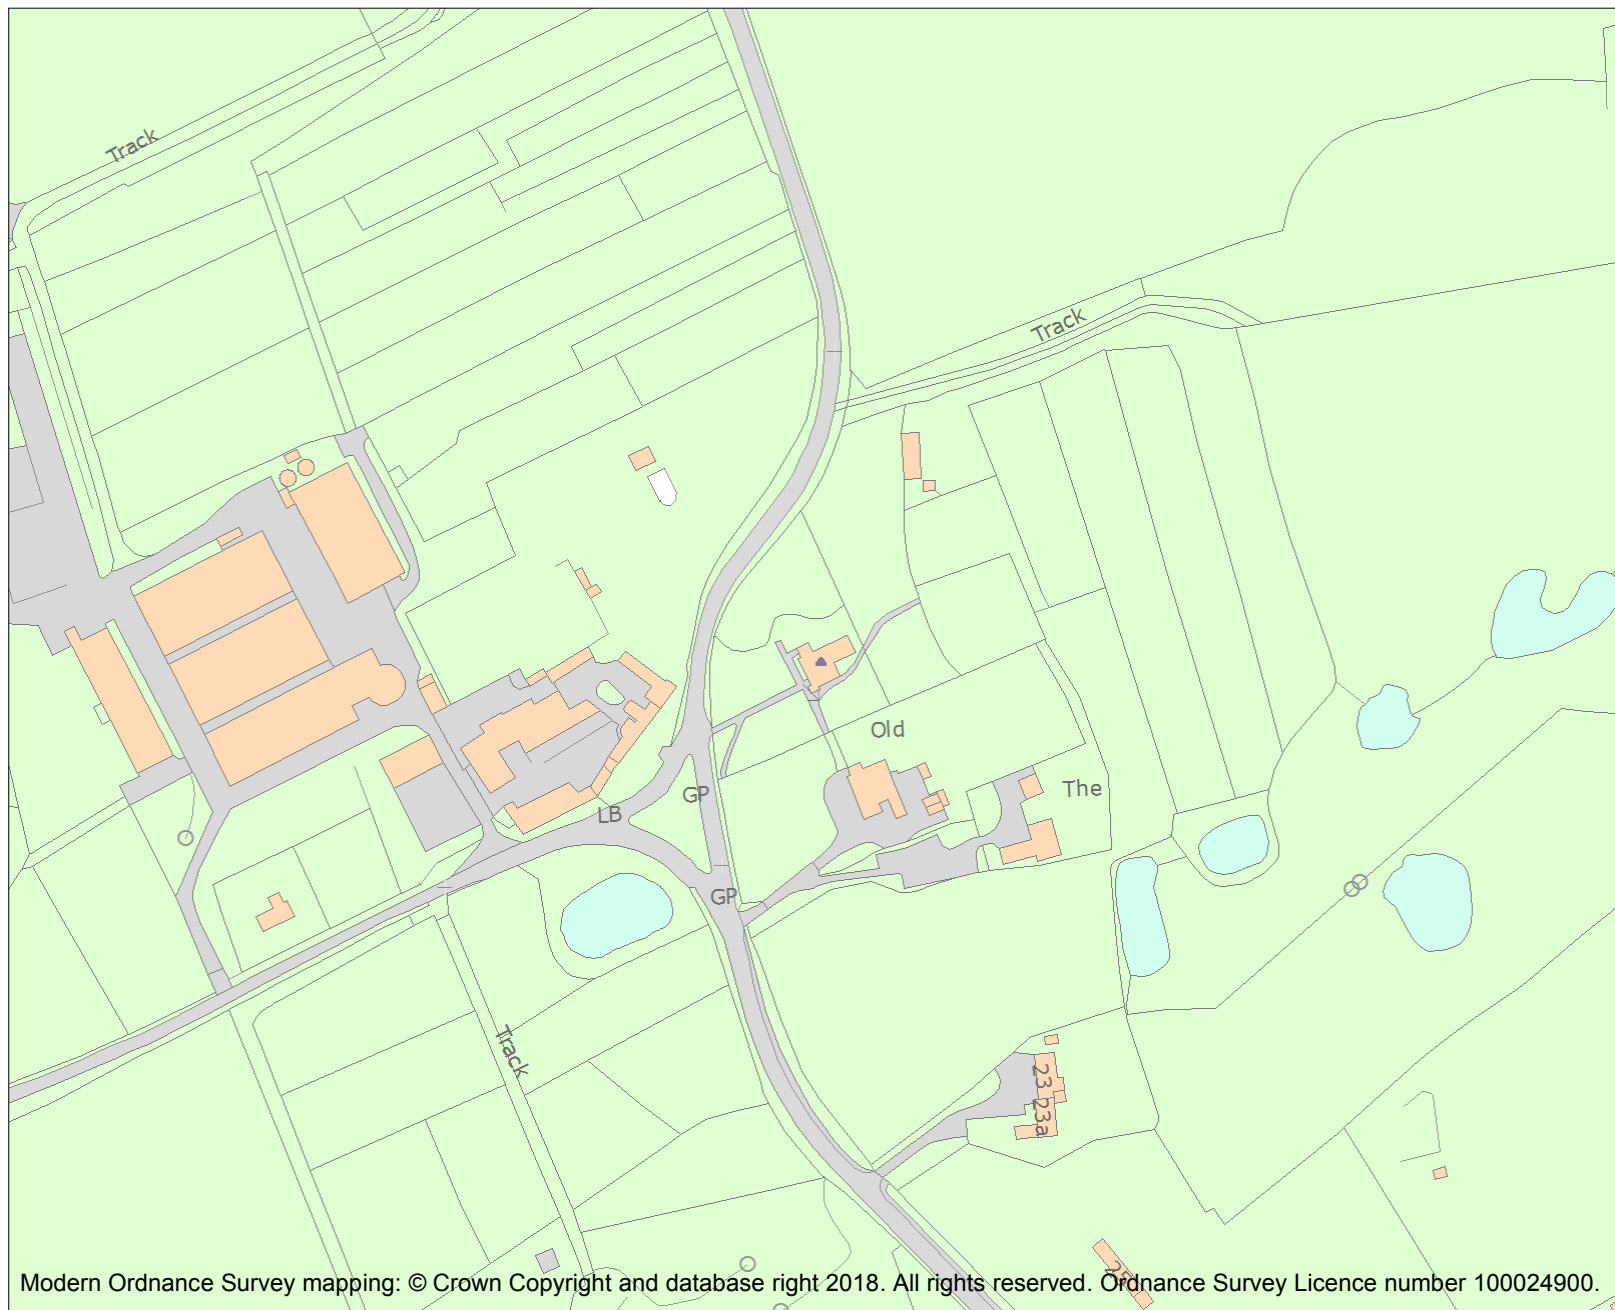 Track
Track
Old
The
GP
LB
GP
Track
23
23a
Modern Ordnance Survey mapping: © Crown Copyright and database right 2018. All rights reserved. Ordnance Survey Licence number 100024900.